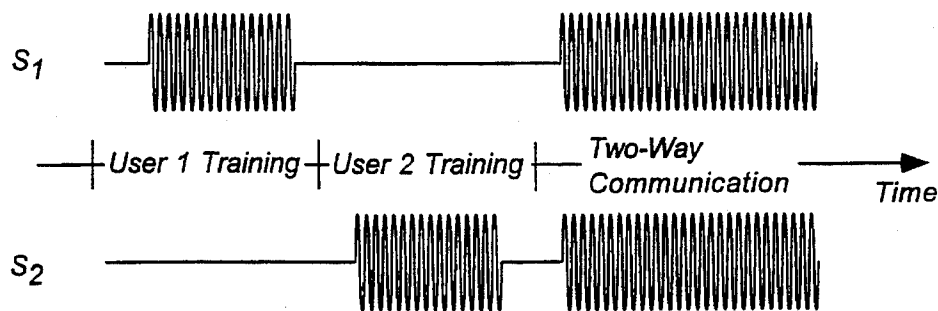 S1
User 1 Training
User 2 Training
Two-Way
Communication
Time
S2